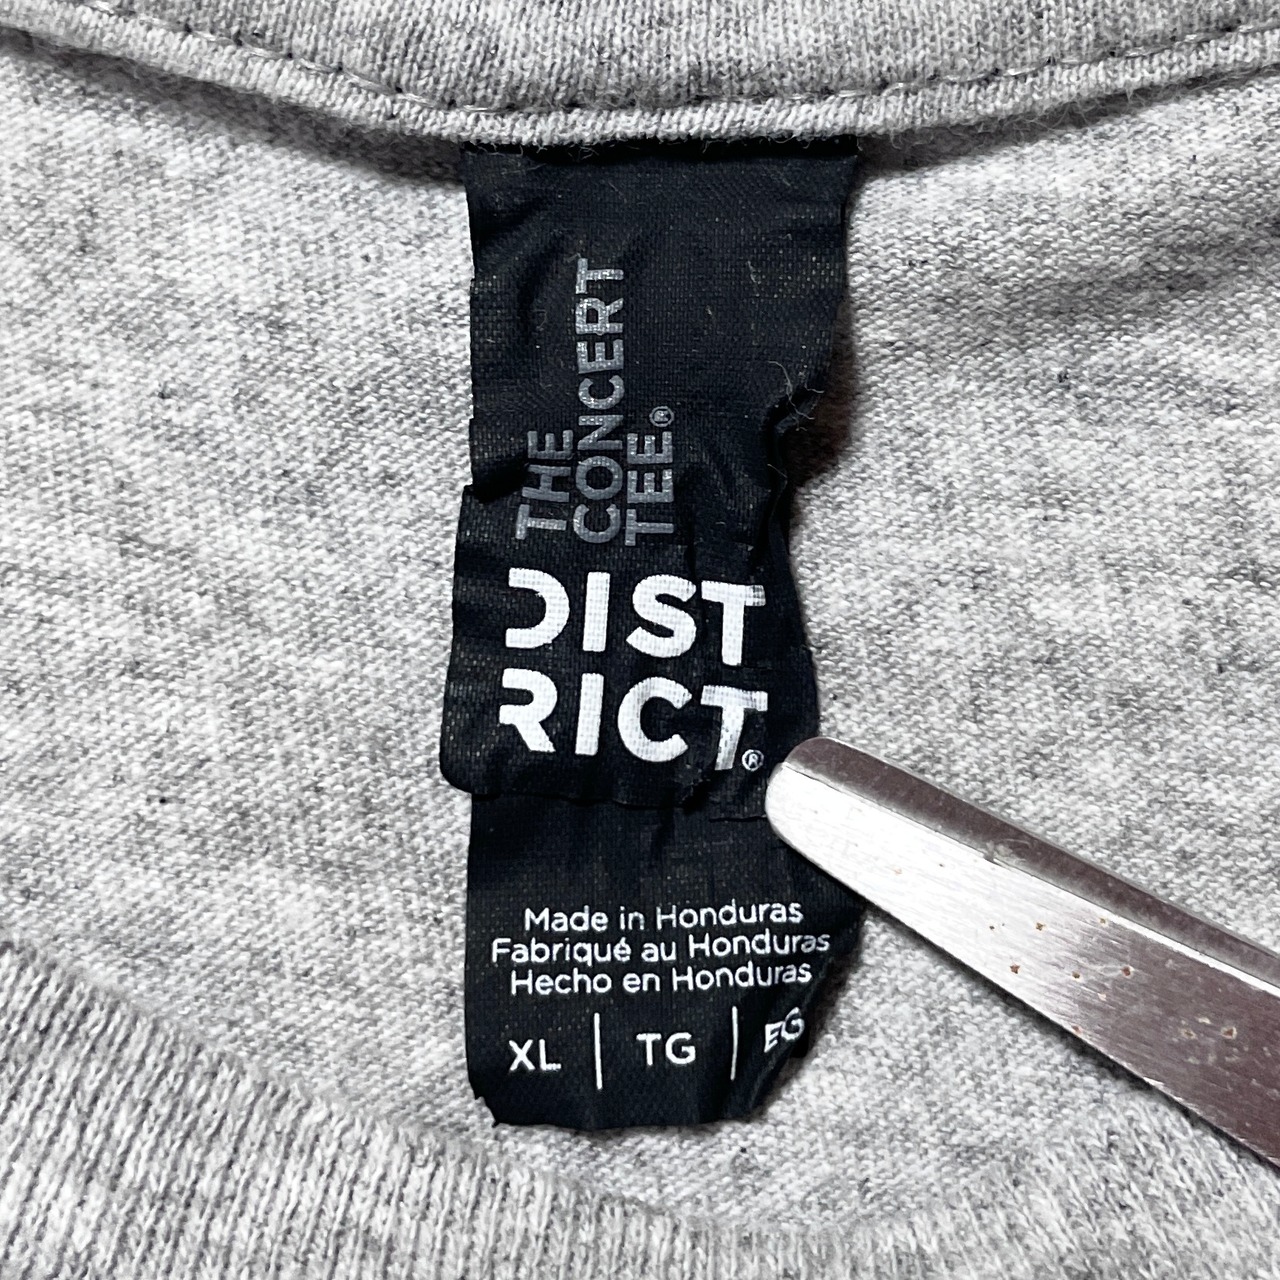 THE
CONCERT
TEE®
DIST
RICT®
Made in Honduras
Fabriqué au Honduras
Hecho en Honduras
XL | TG | EG